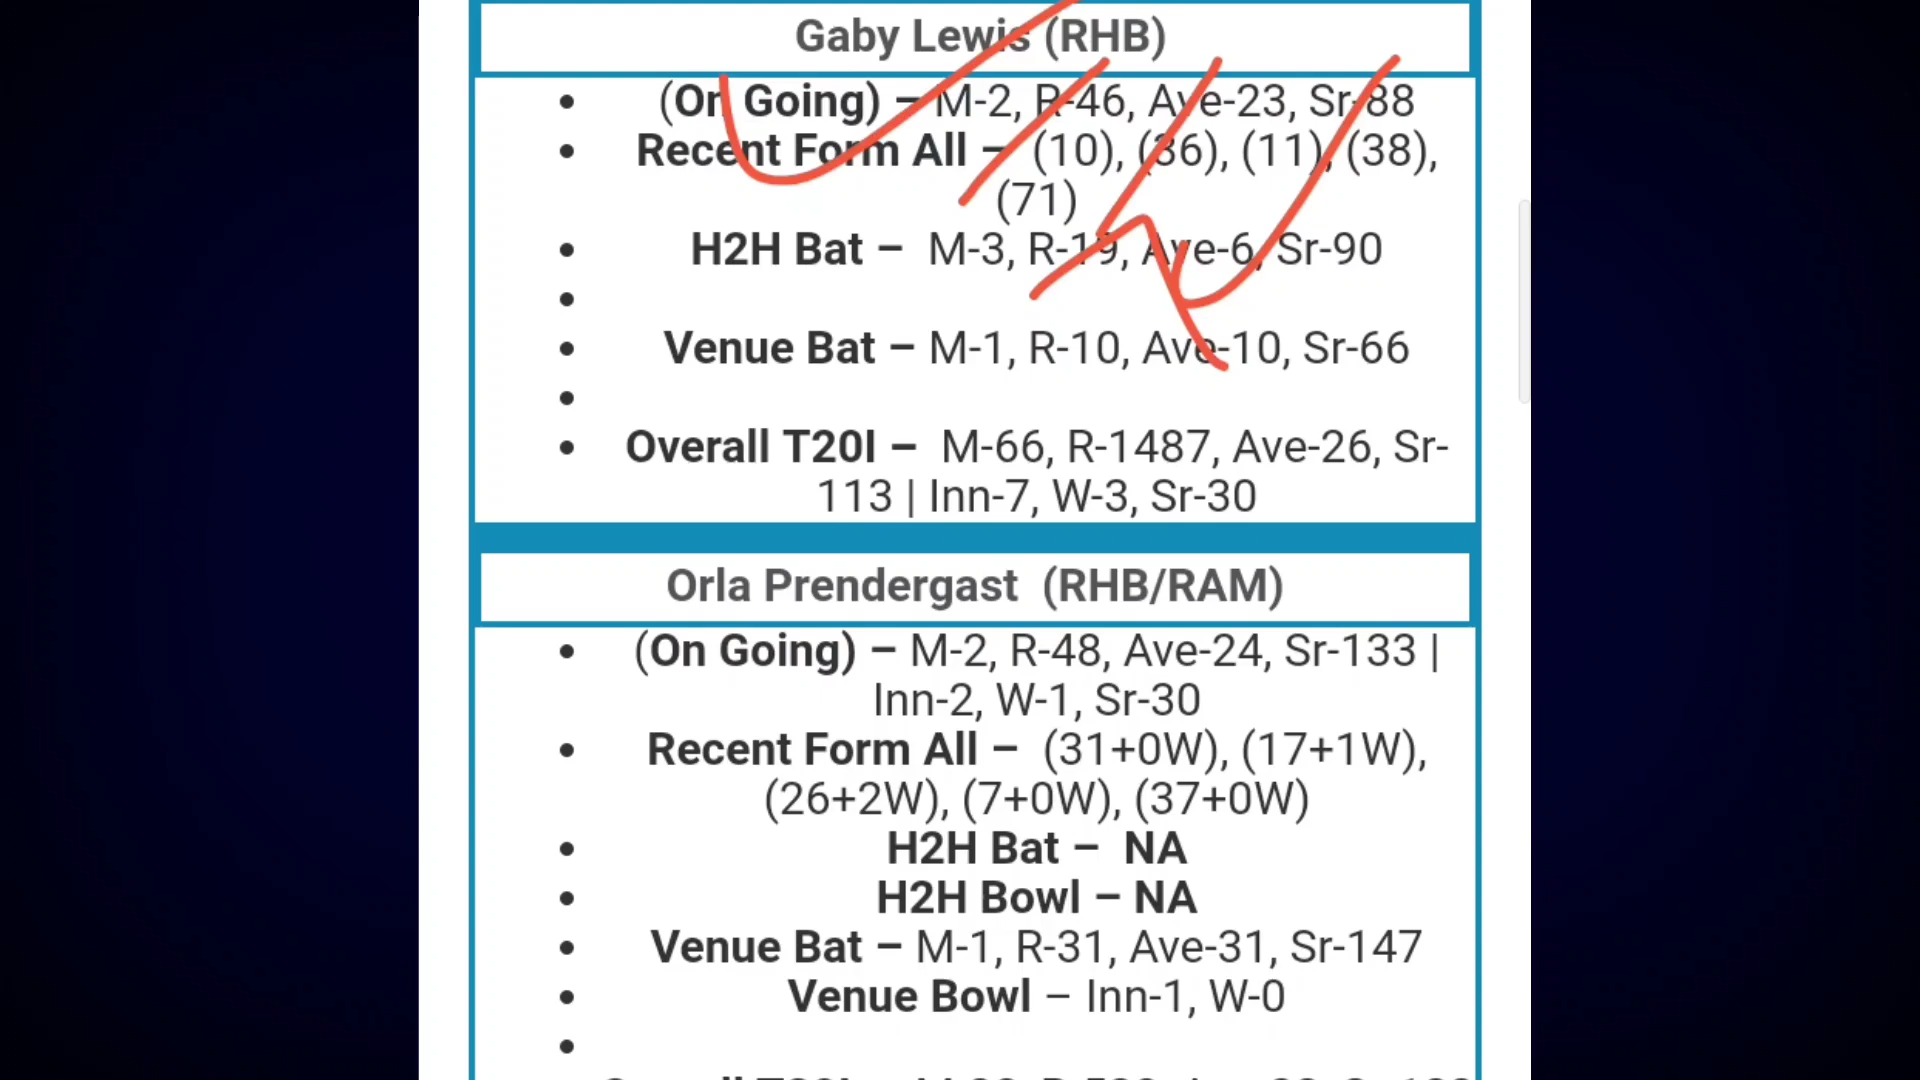 Gaby Lewis (RHB)
(On Going) – M-2, R-46, Ave-23, Sr-88
Recent Form All – (10), (36), (11), (38),
(71)
H2H Bat – M-3, R-19, Ave-6, Sr-90
Venue Bat – M-1, R-10, Ave-10, Sr-66
Overall T20I – M-66, R-1487, Ave-26, Sr-
113 | Inn-7, W-3, Sr-30
Orla Prendergast (RHB/RAM)
(On Going) – M-2, R-48, Ave-24, Sr-133 |
Inn-2, W-1, Sr-30
Recent Form All – (31+0W), (17+1W),
(26+2W), (7+0W), (37+0W)
H2H Bat – NA
H2H Bowl – NA
Venue Bat – M-1, R-31, Ave-31, Sr-147
Venue Bowl – Inn-1, W-0